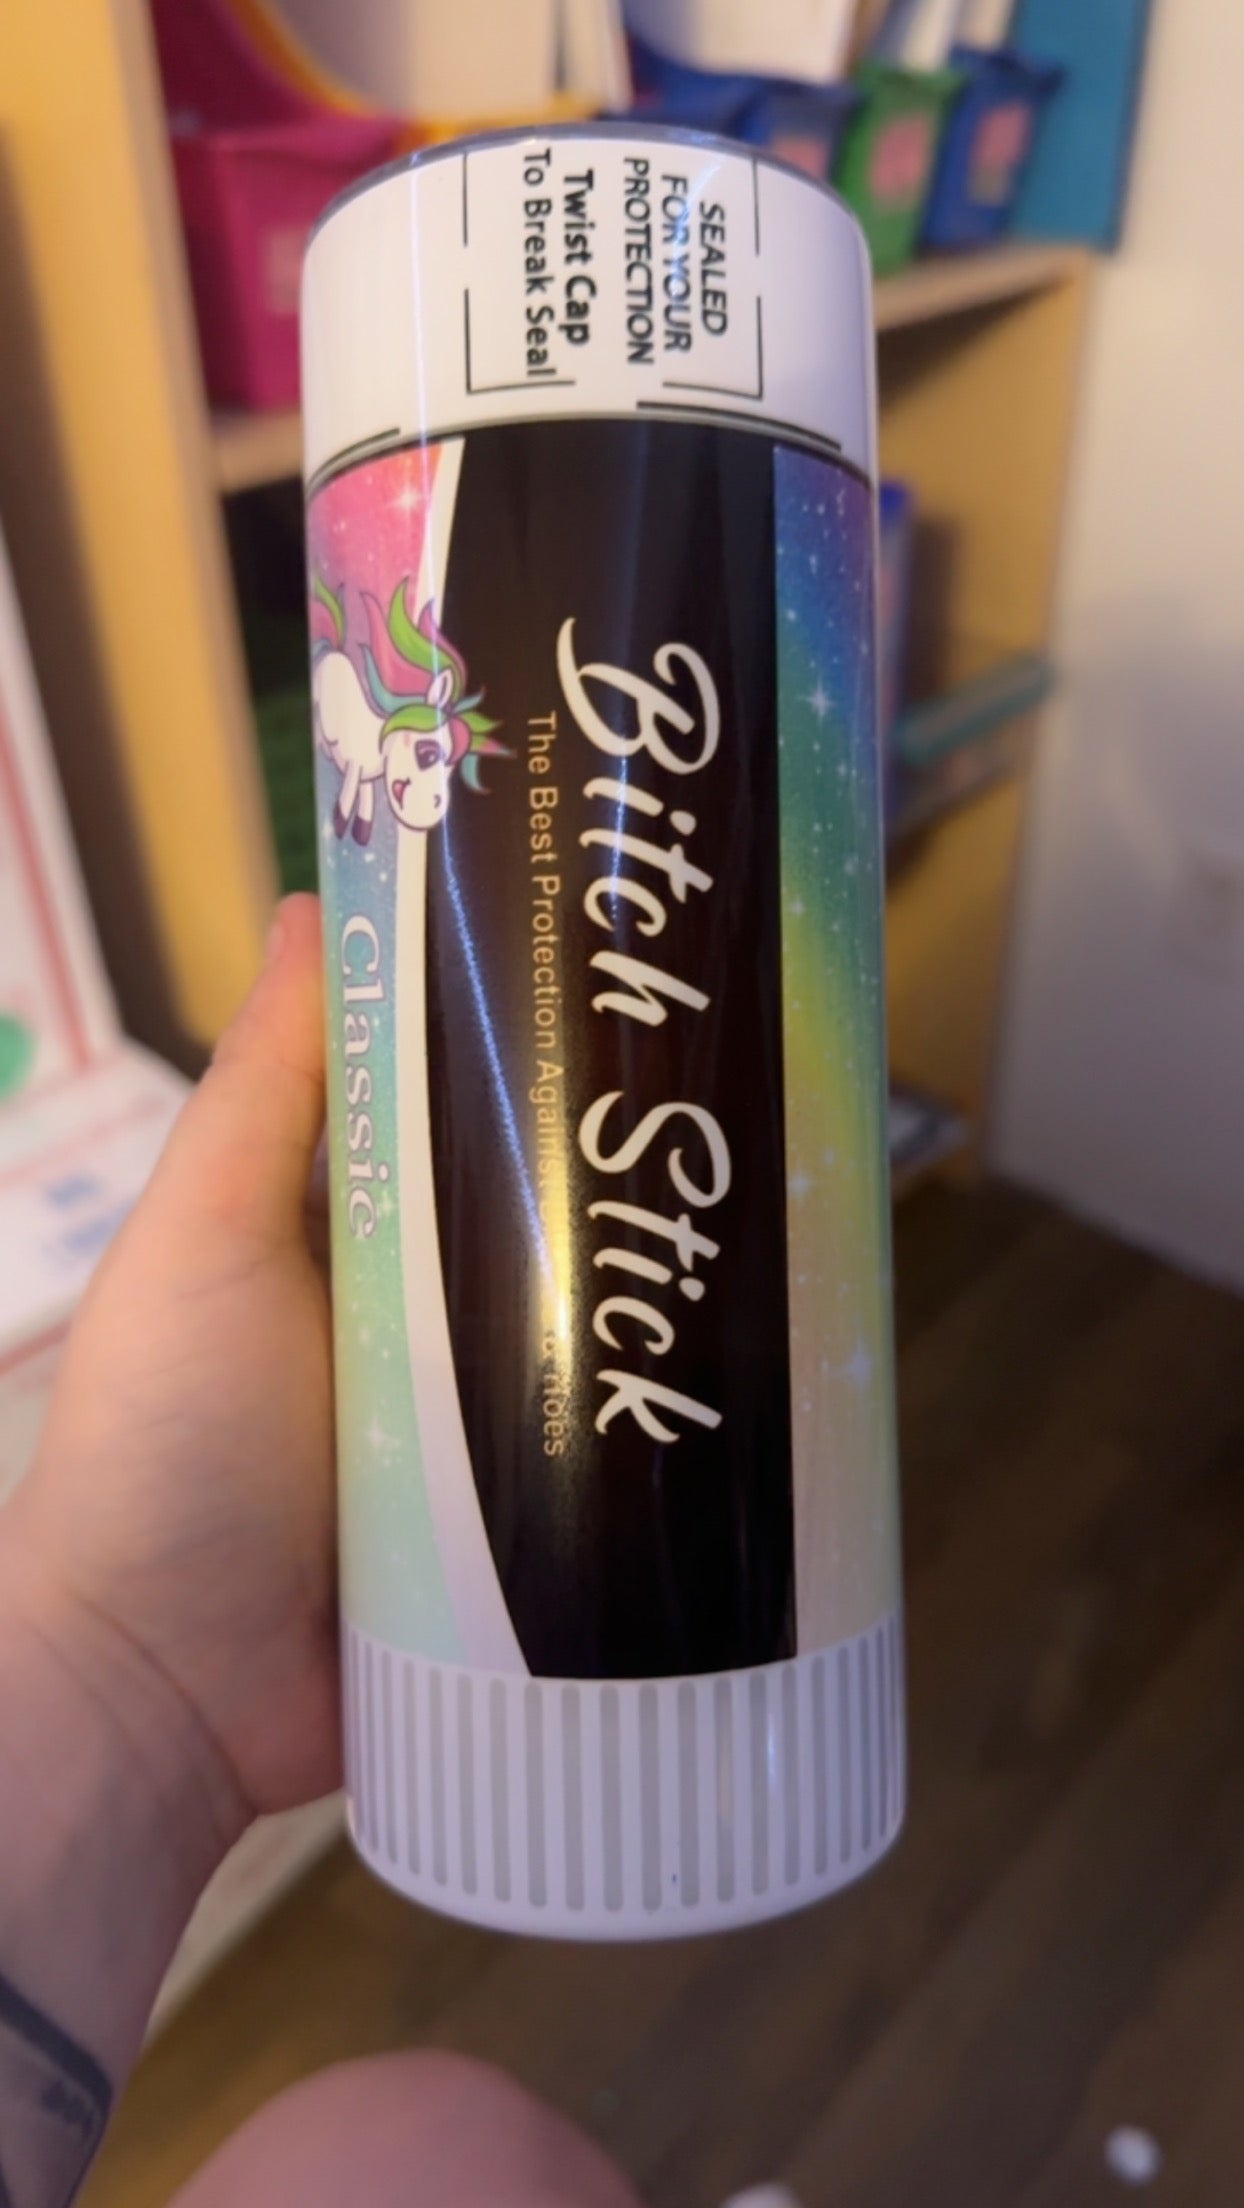 SEALED
FOR YOUR
PROTECTION
Twist Cap
To Break Seal
Bitch Stick
The Best Protection Against
Classic